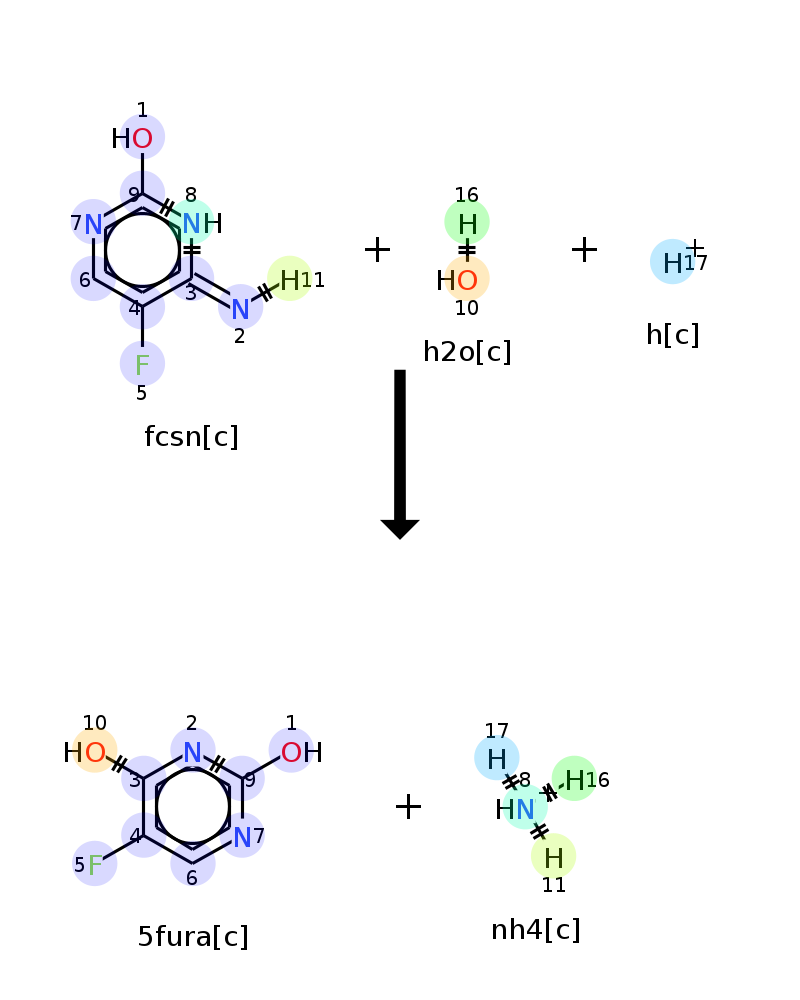 1
HO
9
8
7N
NH
6
3
H11
4
N
2
F
5
fcsn[c]
+
16
H
HO
10
h2o[c]
+
H17+
h[c]
10
HO
2
N
1
OH
3
9
4
N7
5F
6
5fura[c]
+
17
H
8
+
H16
HN
H
11
nh4[c]